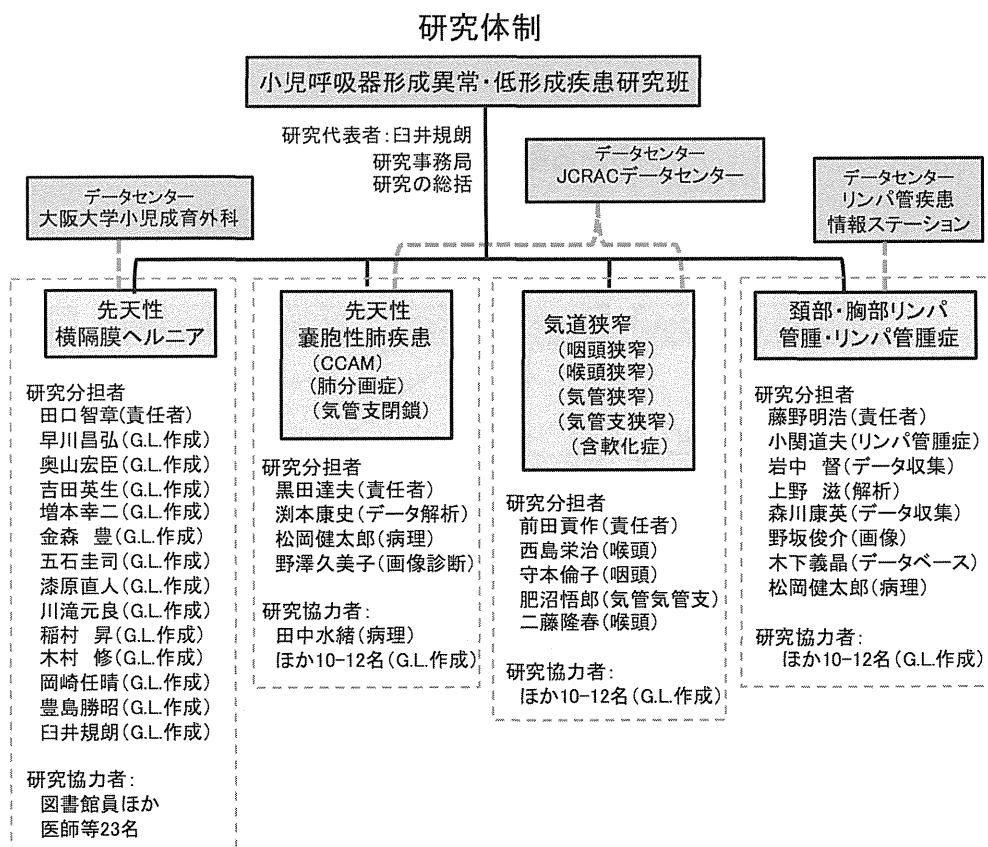 研究体制
小児呼吸器形成異常・低形成疾患研究班
研究代表者：臼井規朗
研究事務局
研究の総括
データセンター
大阪大学小児成育外科
データセンター
JCRACデータセンター
データセンター
リンパ管疾患
情報ステーション
先天性
横隔膜ヘルニア
研究分担者
田口智章(責任者)
早川昌弘(G.L.作成)
奥山宏臣(G.L.作成)
吉田英生(G.L.作成)
増本幸二(G.L.作成)
金森 豊(G.L.作成)
五石圭司(G.L.作成)
漆原直人(G.L.作成)
川滝元良(G.L.作成)
稲村 昇(G.L.作成)
木村 修(G.L.作成)
岡崎任晴(G.L.作成)
豊島勝昭(G.L.作成)
臼井規朗(G.L.作成)
研究協力者：
図書館員ほか
医師等23名
先天性
嚢胞性肺疾患
(CCAM)
(肺分画症)
(気管支閉鎖)
研究分担者
黒田達夫(責任者)
渕本康史(データ解析)
松岡健太郎(病理)
野澤久美子(画像診断)
研究協力者：
田中水緒(病理)
ほか10-12名(G.L.作成)
気道狭窄
(咽頭狭窄)
(喉頭狭窄)
(気管狭窄)
(気管支狭窄)
(含軟化症)
研究分担者
前田貢作(責任者)
西島栄治(喉頭)
守本倫子(咽頭)
肥沼悟郎(気管気管支)
二藤隆春(喉頭)
研究協力者：
ほか10-12名(G.L.作成)
頚部・胸部リンパ
管腫・リンパ管腫症
研究分担者
藤野明浩(責任者)
小関道夫(リンパ管腫症)
岩中 督(データ収集)
上野 滋(解析)
森川康英(データ収集)
野坂俊介(画像)
木下義晶(データベース)
松岡健太郎(病理)
研究協力者：
ほか10-12名(G.L.作成)